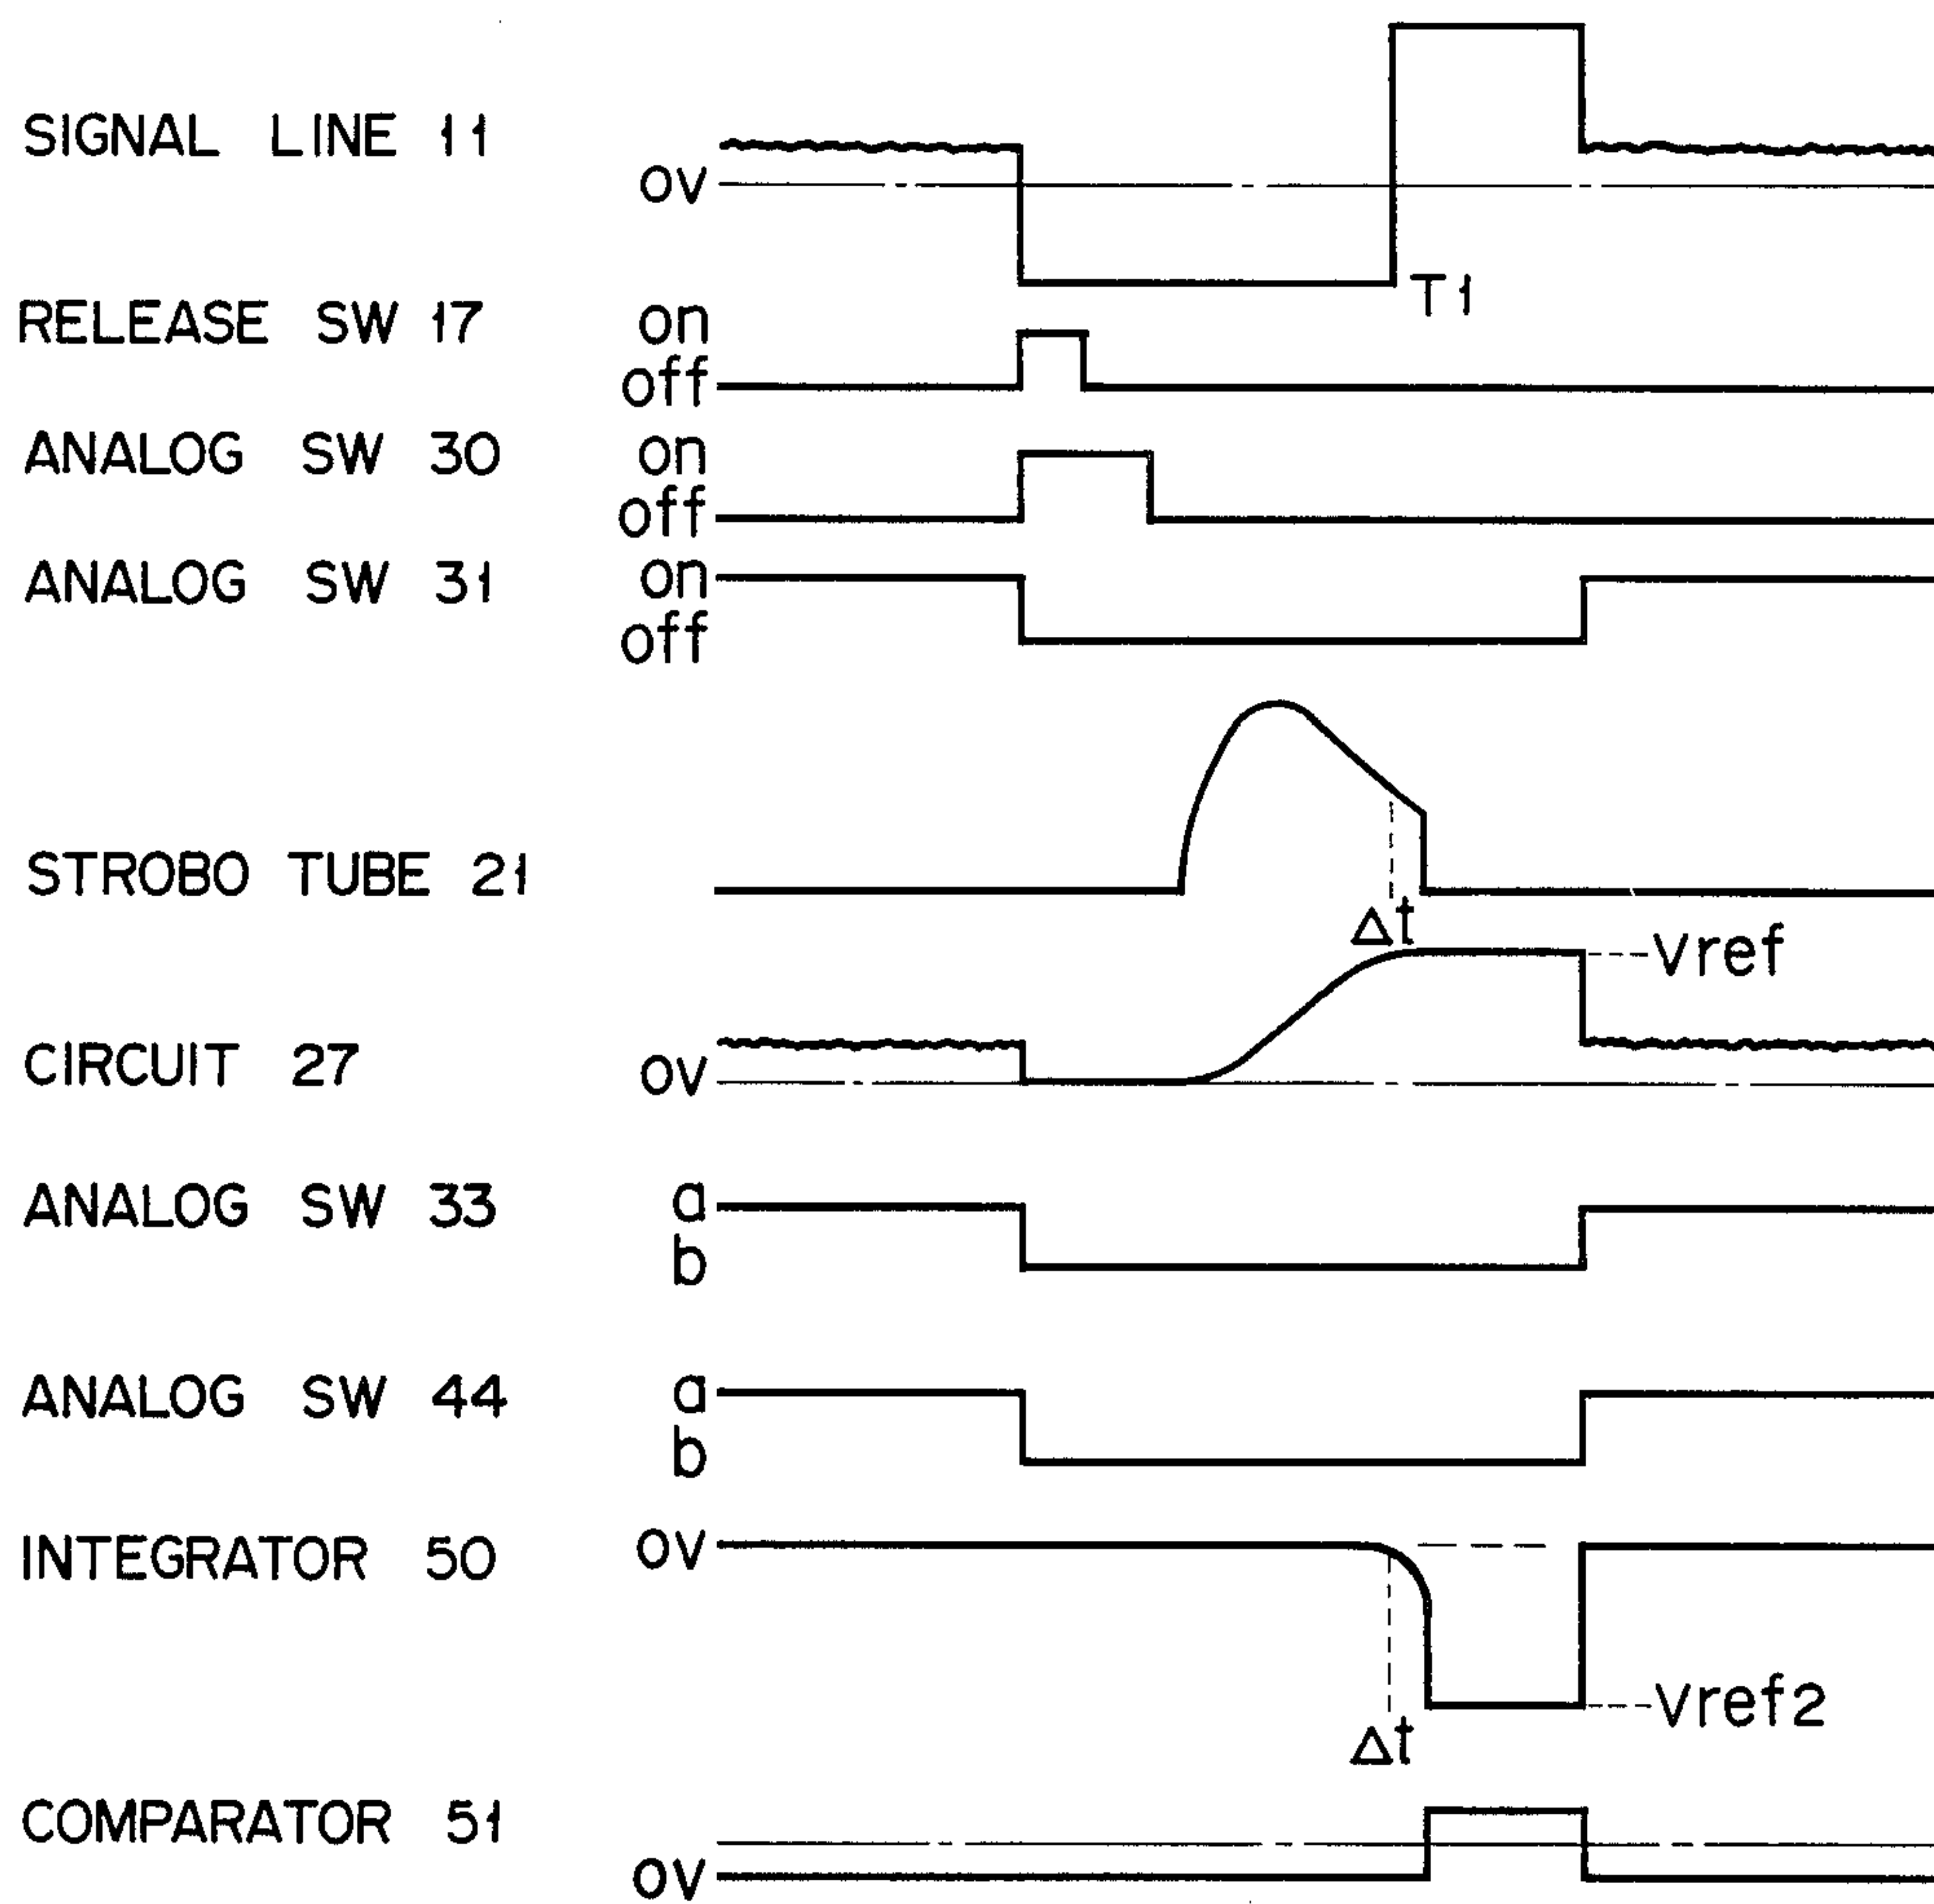 SIGNAL LINE 11
OV
T1
RELEASE SW 17
on
off
ANALOG SW 30
on
off
ANALOG SW 31
on
off
STROBO TUBE 21
Δt
Vref
CIRCUIT 27
OV
ANALOG SW 33
a
b
ANALOG SW 44
a
b
INTEGRATOR 50
OV
Vref2
Δt
COMPARATOR 51
OV